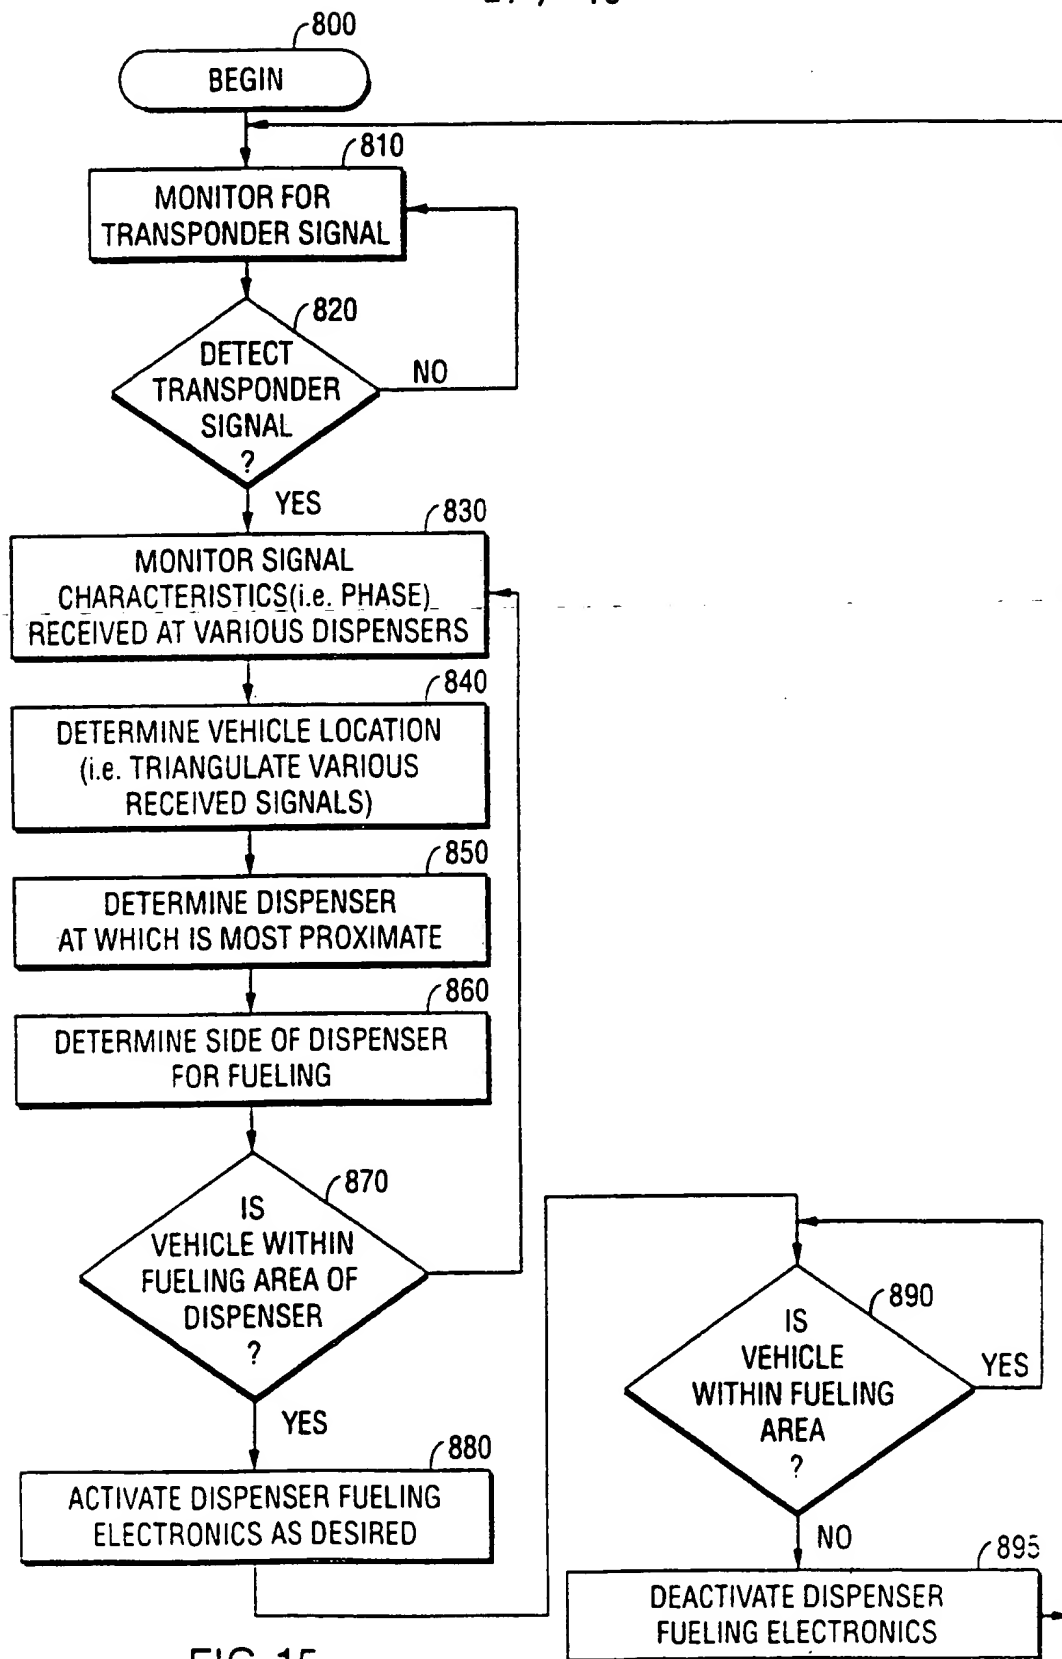 800
BEGIN
810
MONITOR FOR
TRANSPONDER SIGNAL
820
DETECT
TRANSPONDER
SIGNAL
?
NO
YES
830
MONITOR SIGNAL
CHARACTERISTICS(i.e. PHASE)
RECEIVED AT VARIOUS DISPENSERS
840
DETERMINE VEHICLE LOCATION
(i.e. TRIANGULATE VARIOUS
RECEIVED SIGNALS)
850
DETERMINE DISPENSER
AT WHICH IS MOST PROXIMATE
860
DETERMINE SIDE OF DISPENSER
FOR FUELING
870
IS
VEHICLE WITHIN
FUELING AREA OF
DISPENSER
?
YES
880
ACTIVATE DISPENSER FUELING
ELECTRONICS AS DESIRED
890
IS
VEHICLE
WITHIN FUELING
AREA
?
YES
NO
895
DEACTIVATE DISPENSER
FUELING ELECTRONICS
FIG. 15